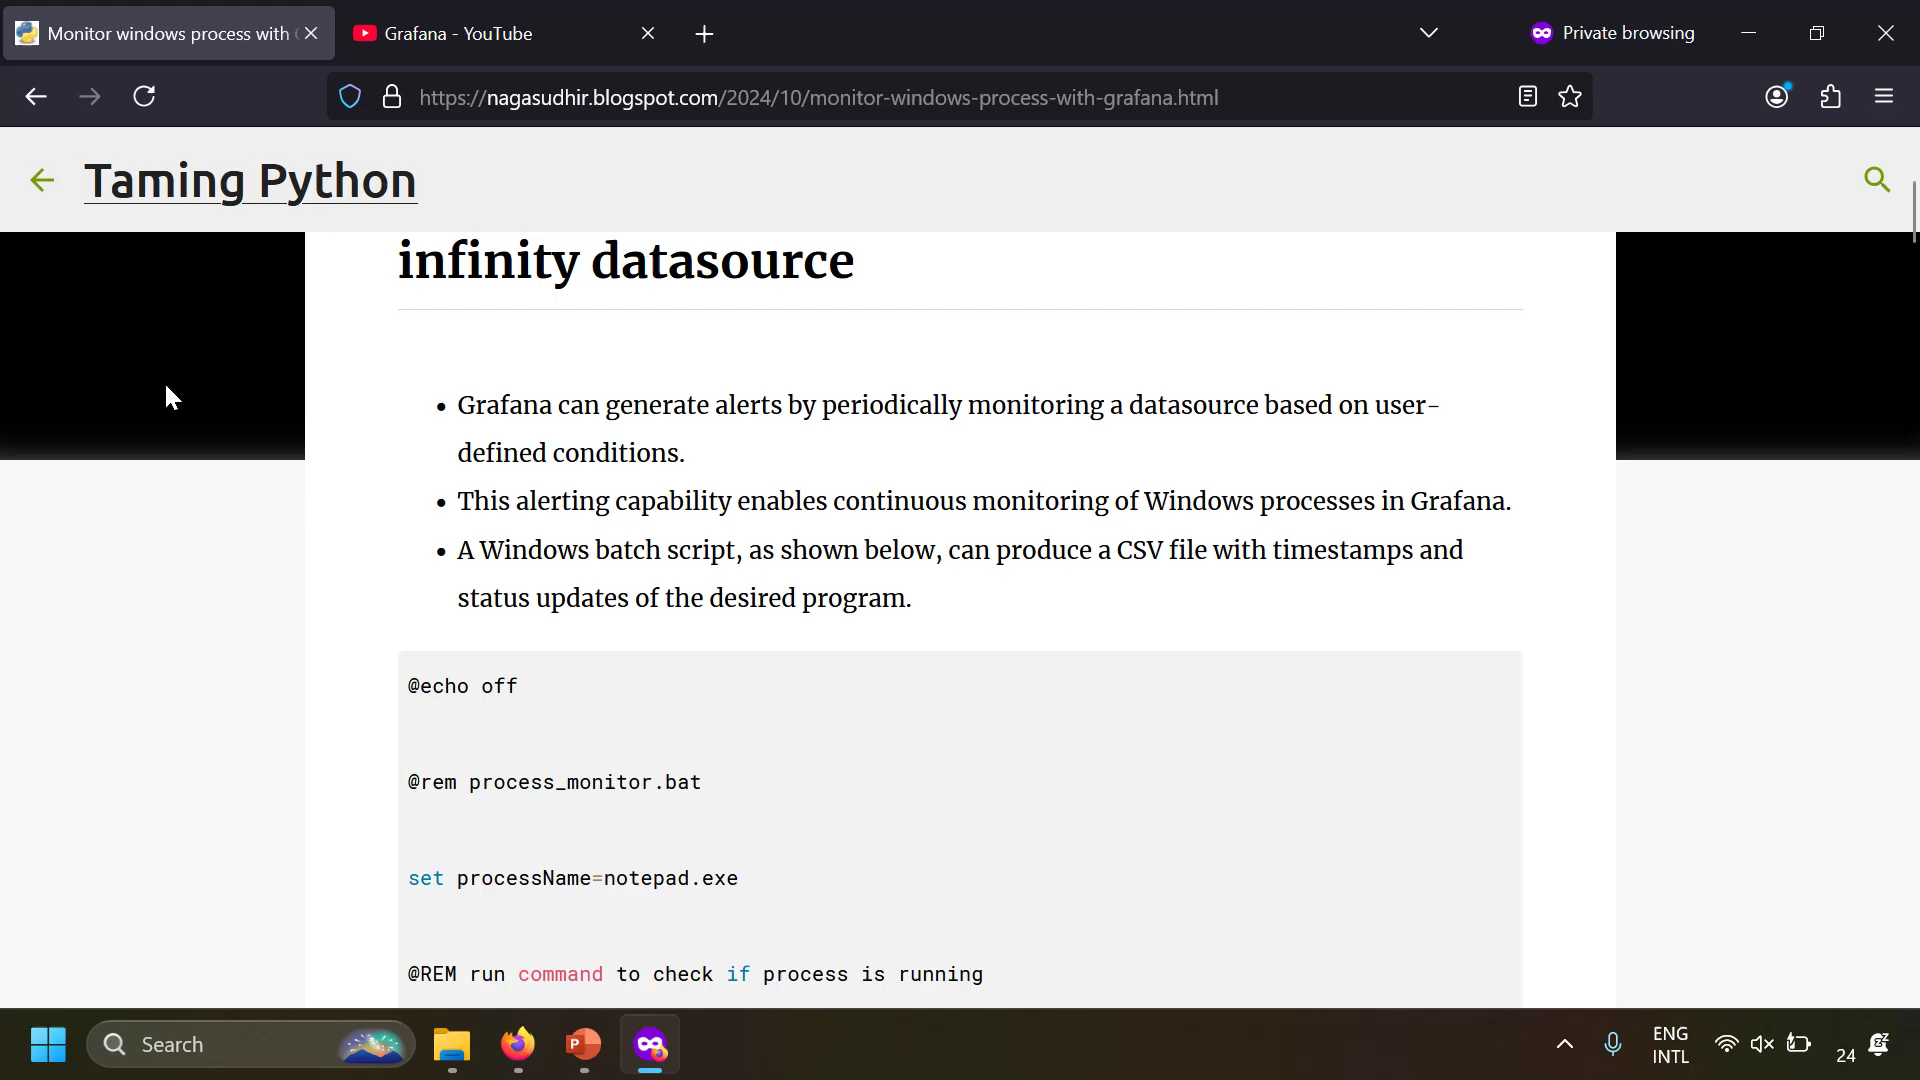 Monitor windows process with
Grafana - YouTube
Private browsing
https://nagasudhir.blogspot.com/2024/10/monitor-windows-process-with-grafana.html
Taming Python
infinity datasource
• Grafana can generate alerts by periodically monitoring a datasource based on user-
defined conditions.
• This alerting capability enables continuous monitoring of Windows processes in Grafana.
• A Windows batch script, as shown below, can produce a CSV file with timestamps and
status updates of the desired program.
@echo off
@rem process_monitor.bat
set processName=notepad.exe
@REM run command to check if process is running
Search
ENG
INTL
24